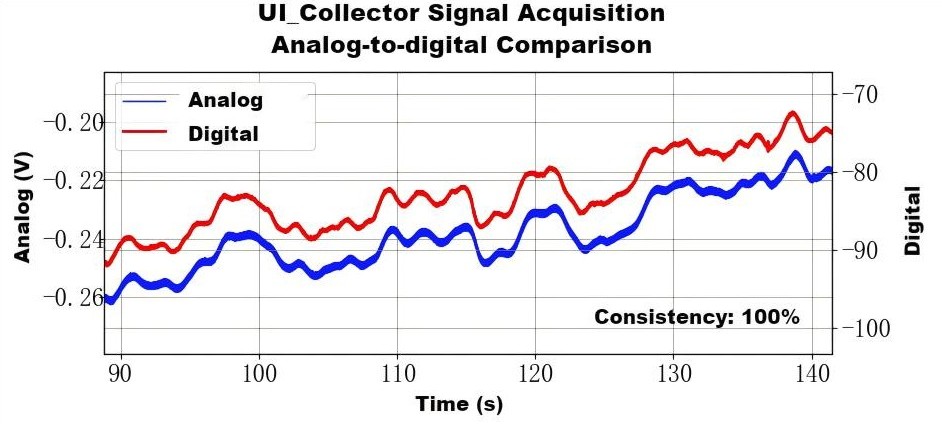 UI_Collector Signal Acquisition
Analog-to-digital Comparison
Analog
Digital
−0.20
−0.22
−0.24
−0.26
Analog (V)
−70
−80
−90
−100
Digital
Consistency: 100%
90 100 110 120 130 140
Time (s)